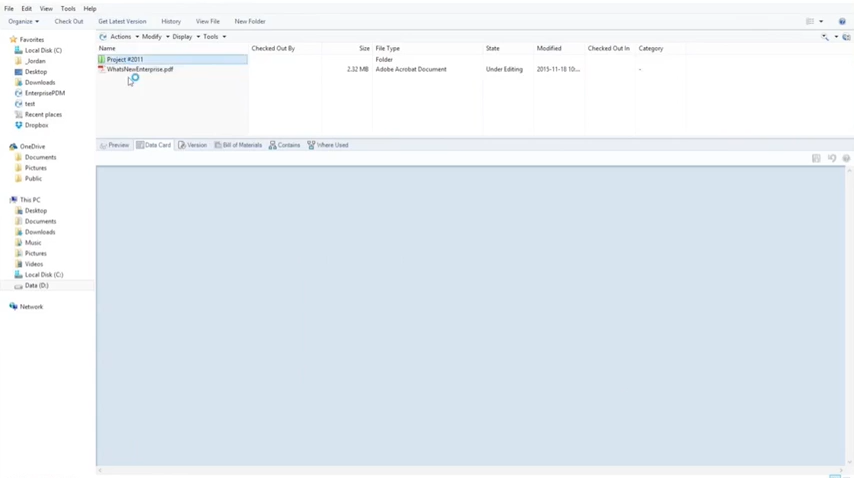 File Edit View Tools Help
Organize Check Out Get Latest Version History View File New Folder
Actions Modify Display Tools
Name Checked Out By Size File Type State Modified Checked Out In Category
Project #2011 Folder
WhatsNewEnterprise.pdf 2.32 MB Adobe Acrobat Document Under Editing 2015-11-18 10:... -
Preview Data Card Version Bill of Materials Contains Where Used
Favorites
Local Disk (C)
_Jordan
Desktop
Downloads
EnterprisePDM
test
Recent places
Dropbox
OneDrive
Documents
Pictures
Public
This PC
Desktop
Documents
Downloads
Music
Pictures
Videos
Local Disk (C:)
Data (D:)
Network